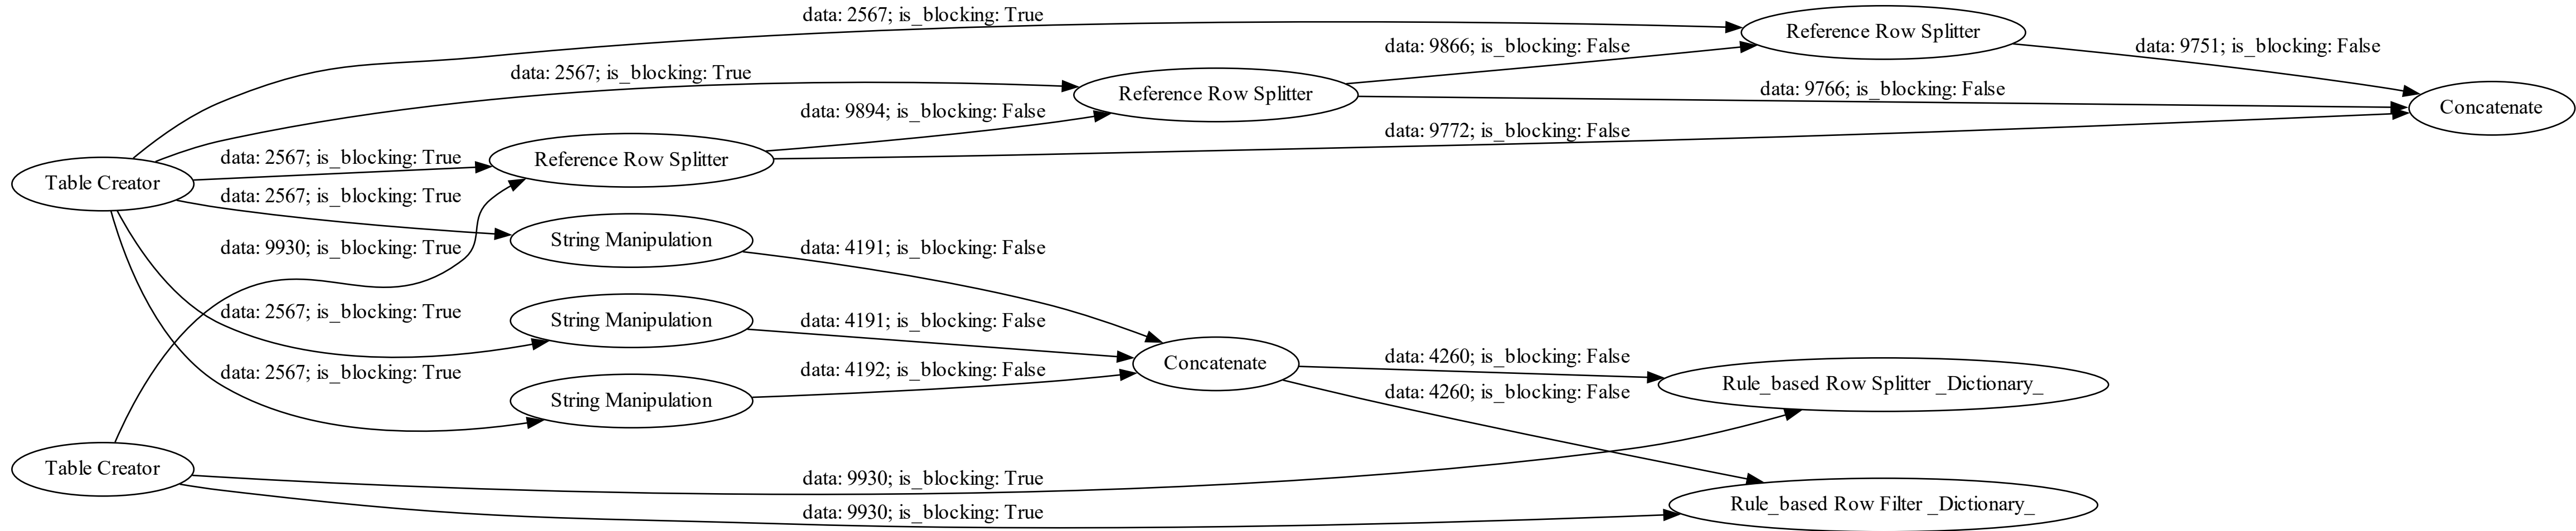 data: 2567; is_blocking: True
Reference Row Splitter
data: 9866; is_blocking: False
data: 9751; is_blocking: False
data: 2567; is_blocking: True
Reference Row Splitter
data: 9766; is_blocking: False
Concatenate
data: 9894; is_blocking: False
data: 9772; is_blocking: False
data: 2567; is_blocking: True
Reference Row Splitter
Table Creator
data: 2567; is_blocking: True
String Manipulation
data: 9930; is_blocking: True
data: 4191; is_blocking: False
data: 2567; is_blocking: True
String Manipulation
data: 4191; is_blocking: False
Concatenate
data: 4260; is_blocking: False
data: 2567; is_blocking: True
data: 4192; is_blocking: False
Rule_based Row Splitter _Dictionary_
String Manipulation
data: 4260; is_blocking: False
Table Creator
data: 9930; is_blocking: True
Rule_based Row Filter _Dictionary_
data: 9930; is_blocking: True